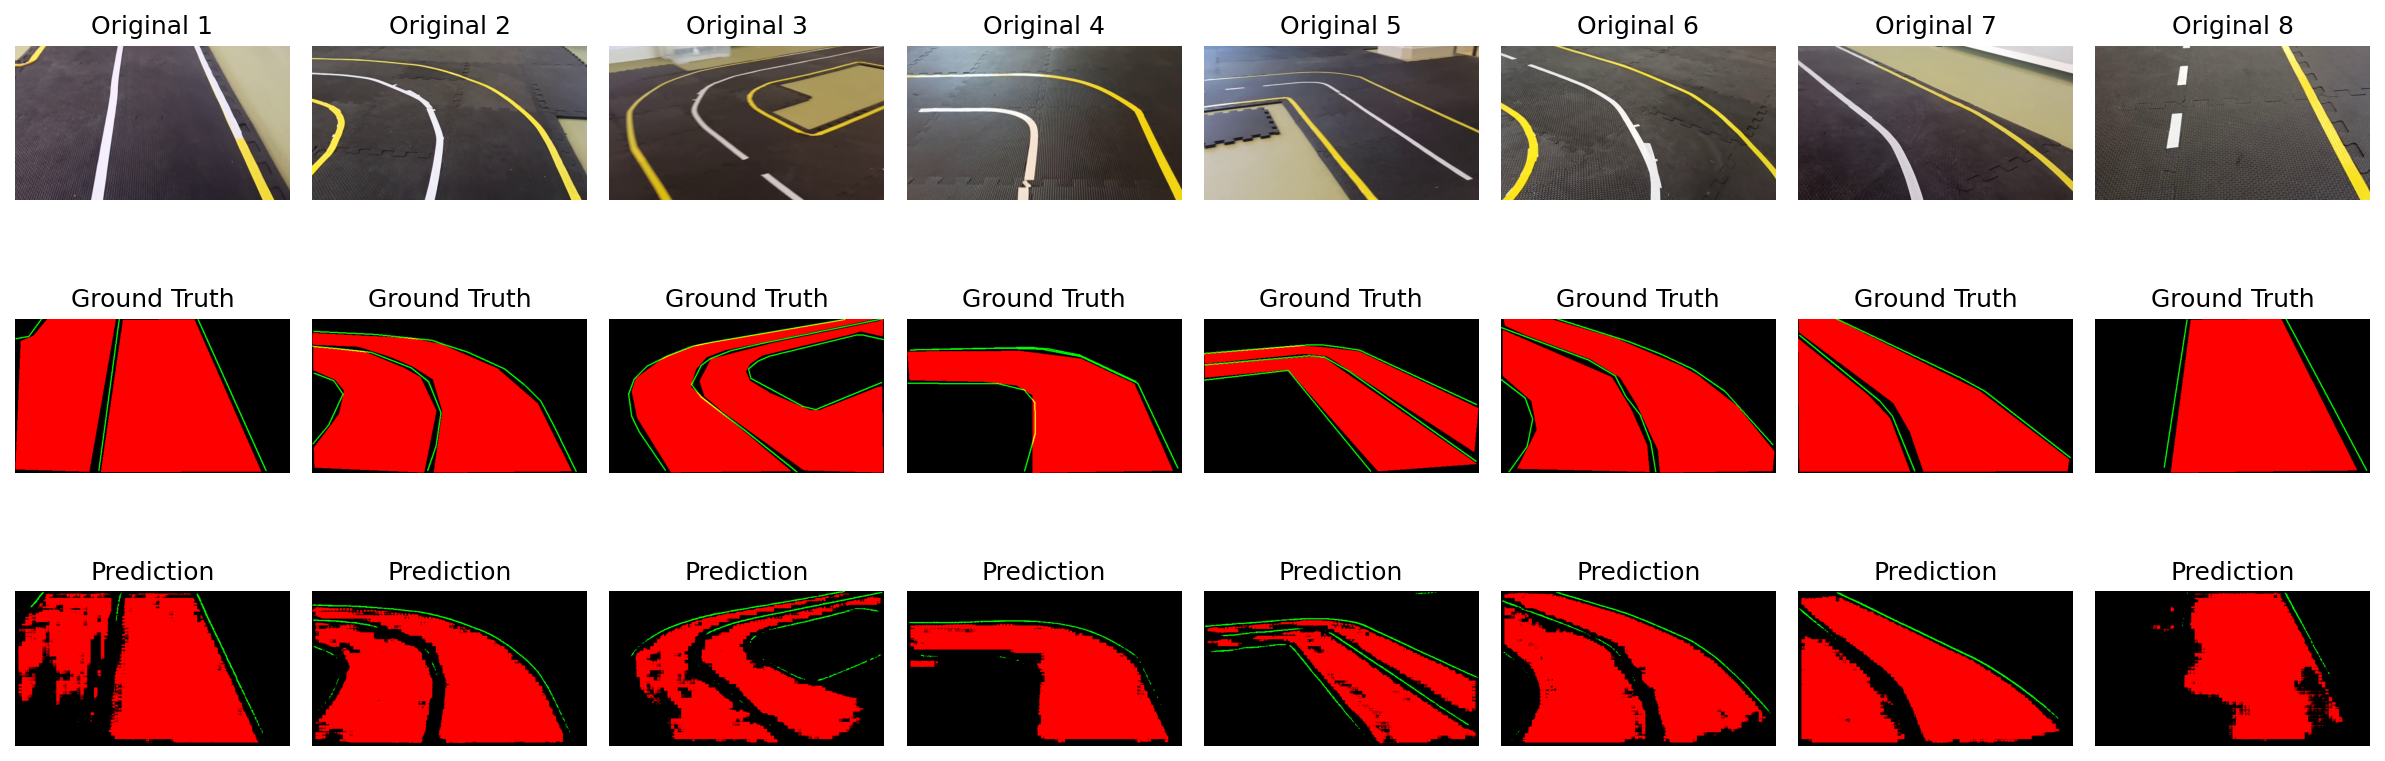 Original 1
Original 2
Original 3
Original 4
Original 5
Original 6
Original 7
Original 8
Ground Truth
Ground Truth
Ground Truth
Ground Truth
Ground Truth
Ground Truth
Ground Truth
Ground Truth
Prediction
Prediction
Prediction
Prediction
Prediction
Prediction
Prediction
Prediction